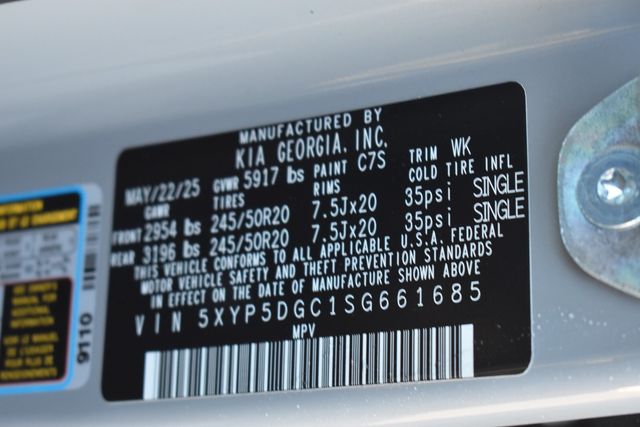 MANUFACTURED BY
KIA GEORGIA, INC.
MAY/22/25 GVWR 5917 lbs PAINT C7S TRIM WK
GAWR TIRES RIMS COLD TIRE INFL
FRONT 2954 lbs 245/50R20 7.5Jx20 35psi SINGLE
REAR 3196 lbs 245/50R20 7.5Jx20 35psi SINGLE
THIS VEHICLE CONFORMS TO ALL APPLICABLE U.S.A. FEDERAL
MOTOR VEHICLE SAFETY AND THEFT PREVENTION STANDARDS
IN EFFECT ON THE DATE OF MANUFACTURE SHOWN ABOVE
VIN 5XYP5DGC1SG661685
MPV
9110